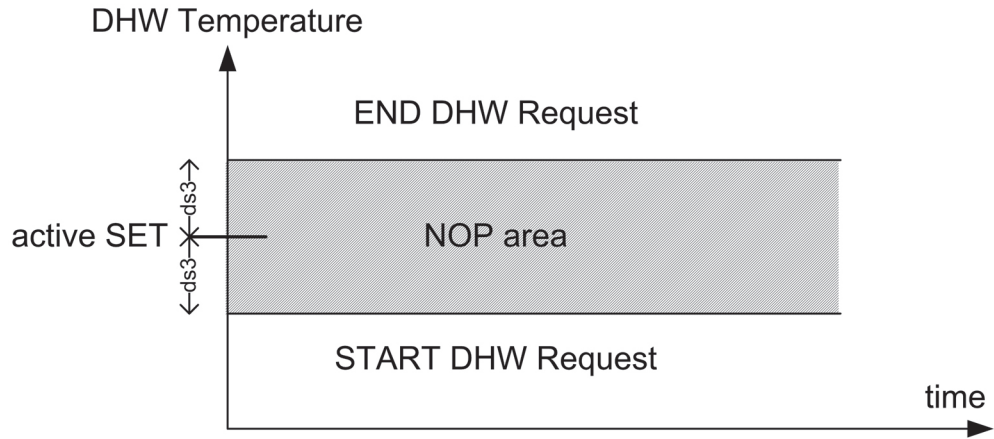 DHW Temperature
END DHW Request
ds3
active SET
NOP area
ds3
START DHW Request
time